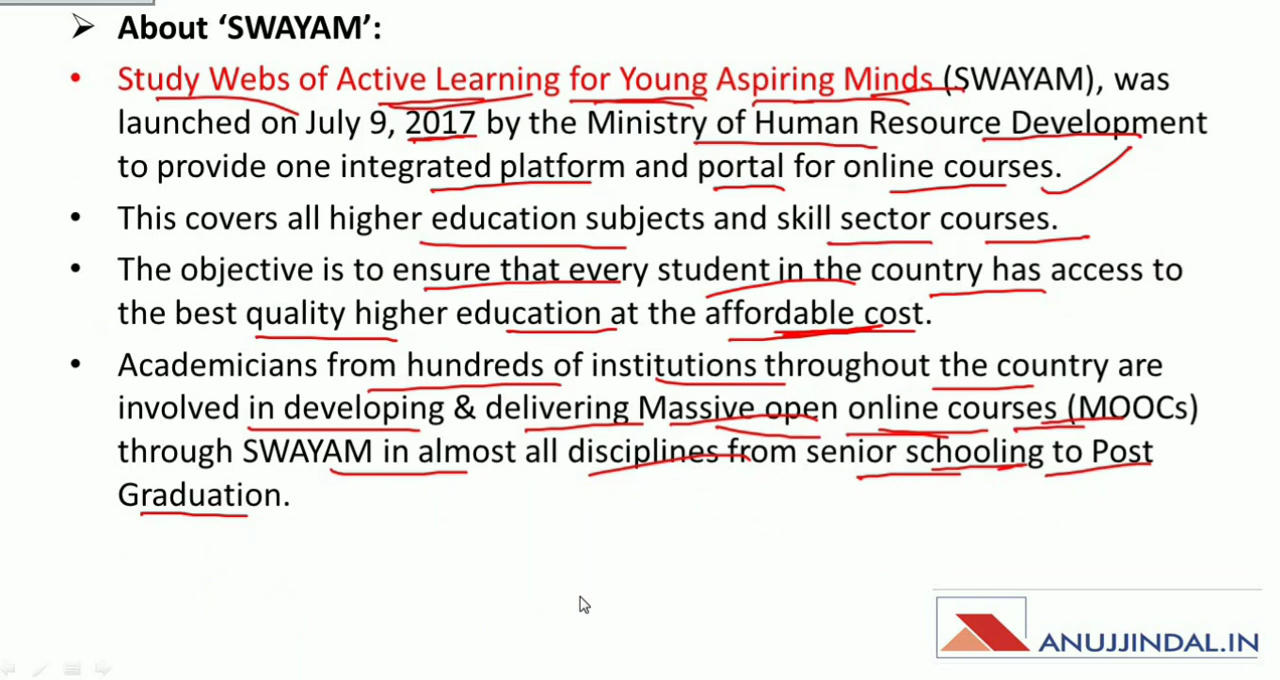 ➢ About ‘SWAYAM’:
• Study Webs of Active Learning for Young Aspiring Minds (SWAYAM), was
launched on July 9, 2017 by the Ministry of Human Resource Development
to provide one integrated platform and portal for online courses.
• This covers all higher education subjects and skill sector courses.
• The objective is to ensure that every student in the country has access to
the best quality higher education at the affordable cost.
• Academicians from hundreds of institutions throughout the country are
involved in developing & delivering Massive open online courses (MOOCs)
through SWAYAM in almost all disciplines from senior schooling to Post
Graduation.
ANUJJINDAL.IN